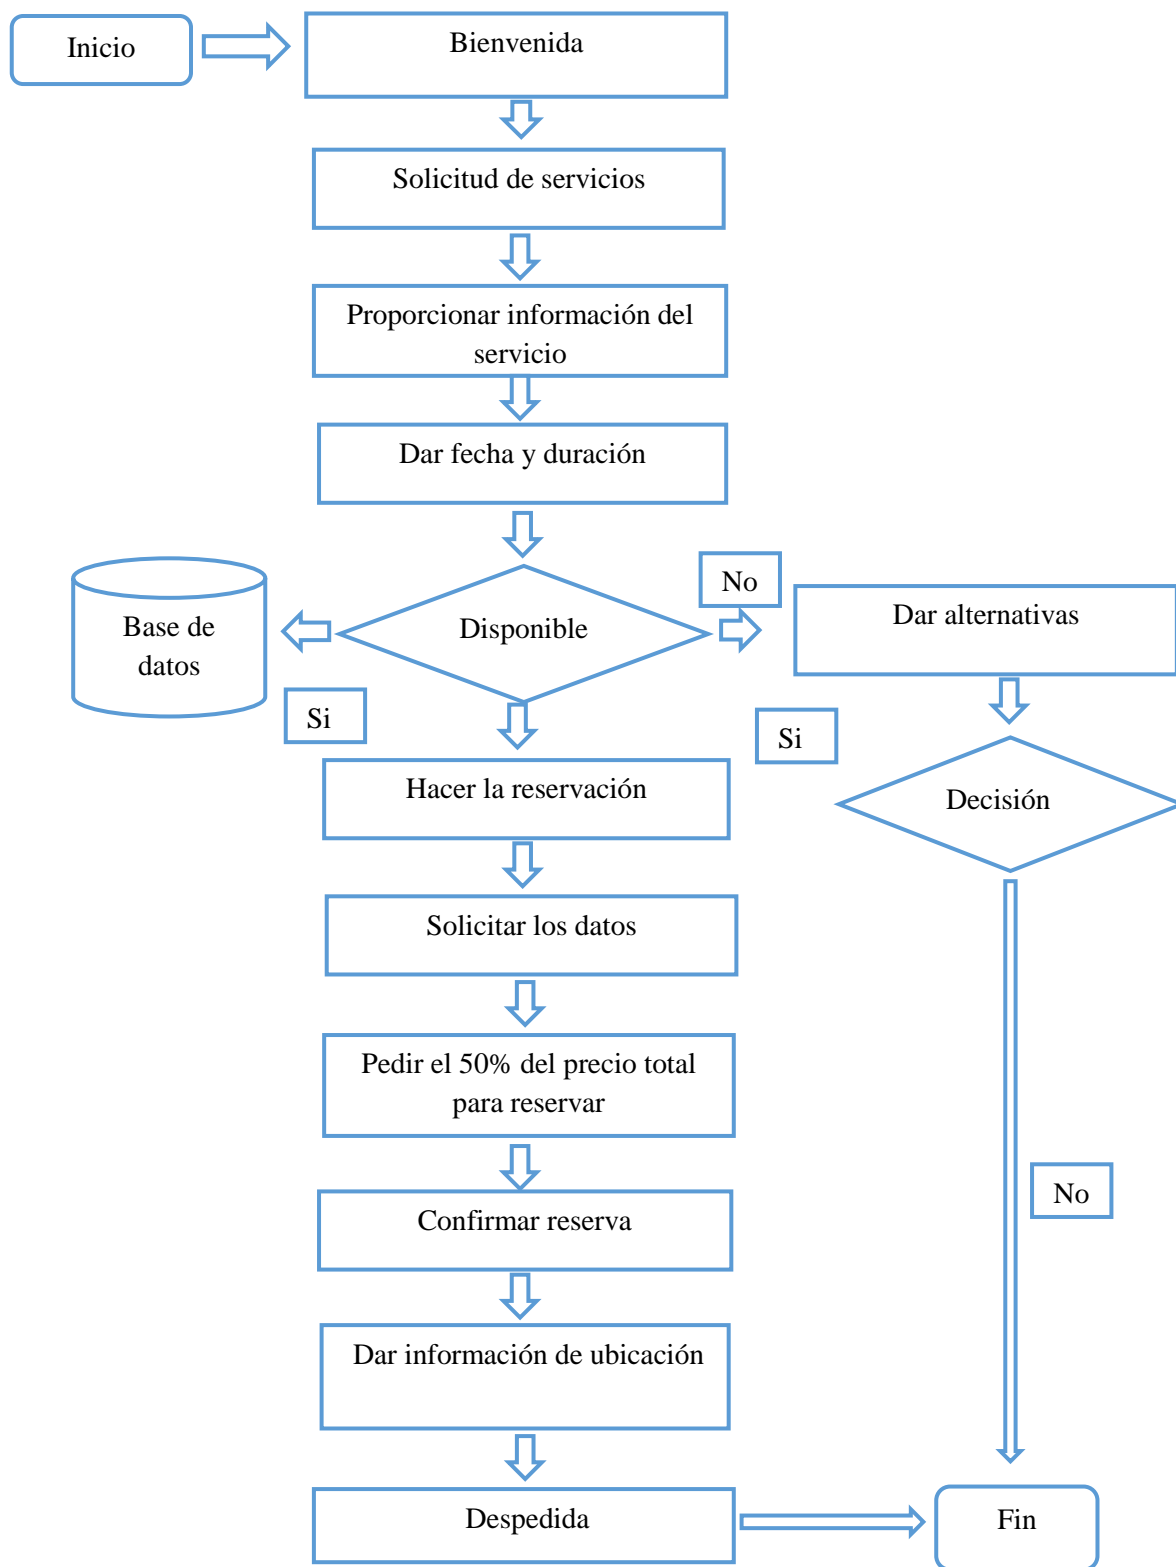 Inicio
Bienvenida
Solicitud de servicios
Proporcionar información del
servicio
Dar fecha y duración
No
Base de
datos
Disponible
Dar alternativas
Si
Si
Hacer la reservación
Decisión
Solicitar los datos
Pedir el 50% del precio total
para reservar
No
Confirmar reserva
Dar información de ubicación
Despedida
Fin